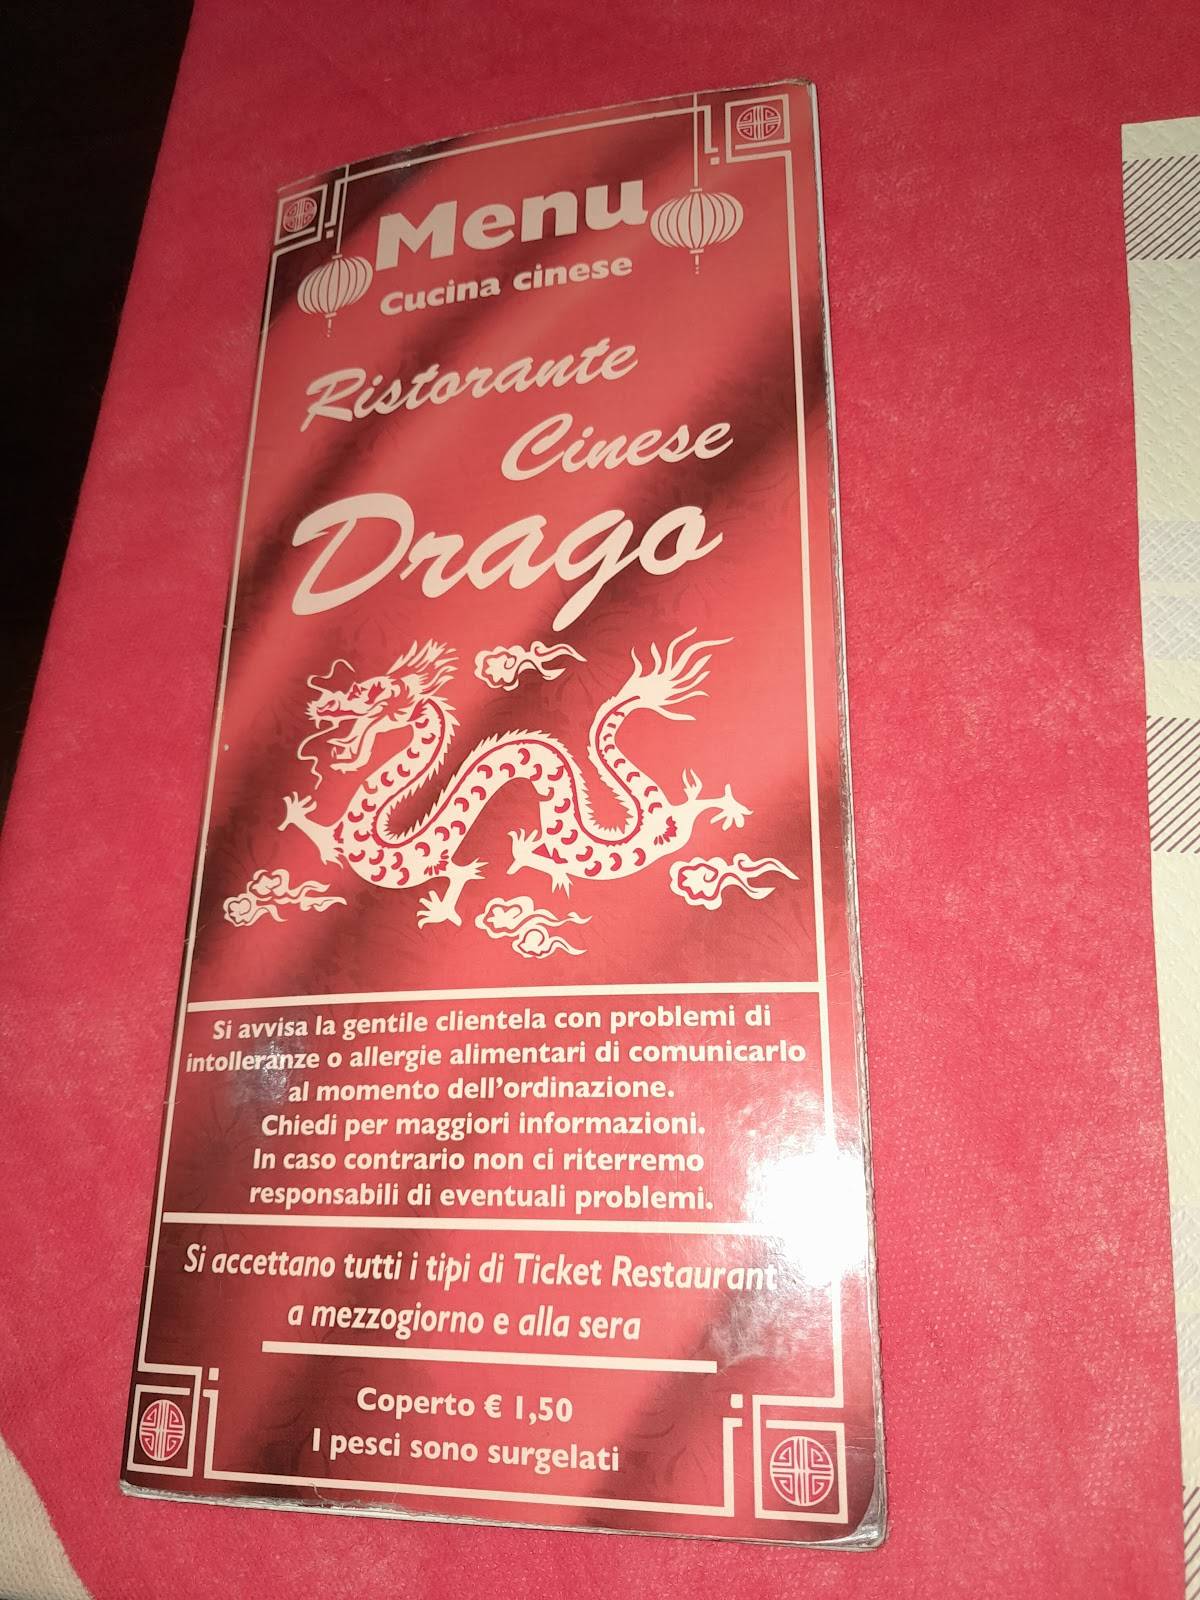 Menu
Cucina cinese
Ristorante
Cinese
Drago
Si avvisa la gentile clientela con problemi di
intolleranze o allergie alimentari di comunicarlo
al momento dell'ordinazione.
Chiedi per maggiori informazioni.
In caso contrario non ci riterremo
responsabili di eventuali problemi.
Si accettano tutti i tipi di Ticket Restaurant
a mezzogiorno e alla sera
Coperto € 1,50
I pesci sono surgelati